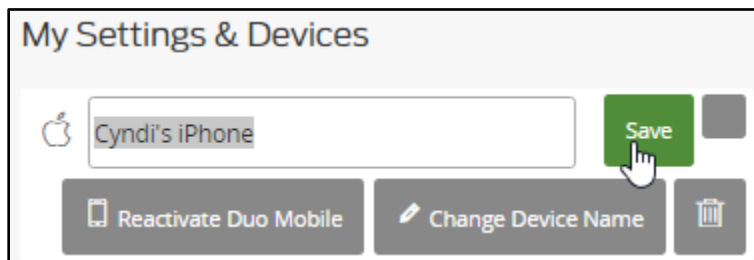 My Settings & Devices
Cyndi's iPhone Save
Reactivate Duo Mobile Change Device Name